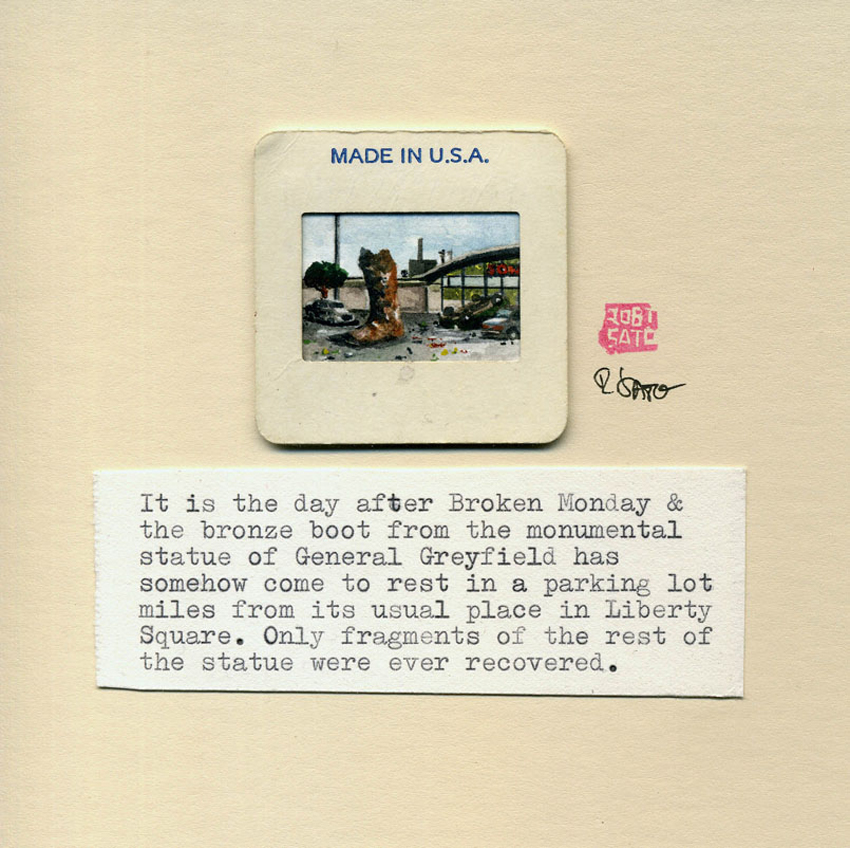 MADE IN U.S.A.
It is the day after Broken Monday &
the bronze boot from the monumental
statue of General Greyfield has
somehow come to rest in a parking lot
miles from its usual place in Liberty
Square. Only fragments of the rest of
the statue were ever recovered.